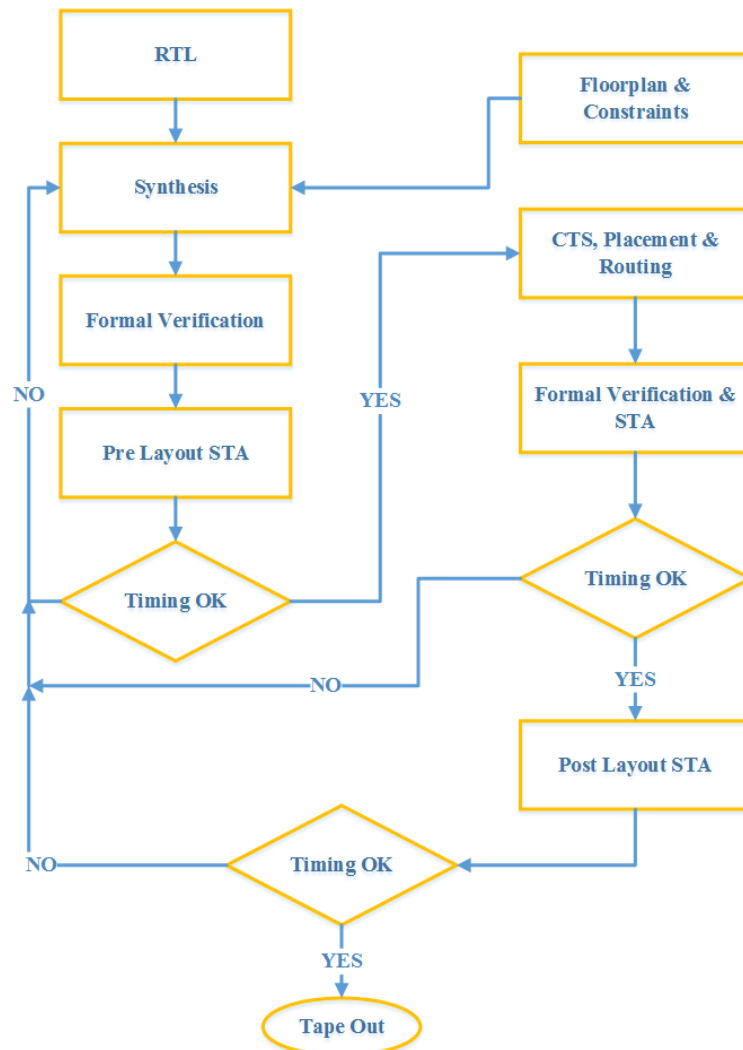 RTL
Floorplan &
Constraints
Synthesis
CTS, Placement &
Routing
Formal Verification
NO
YES
Formal Verification &
STA
Pre Layout STA
Timing OK
Timing OK
NO
YES
Post Layout STA
Timing OK
NO
YES
Tape Out